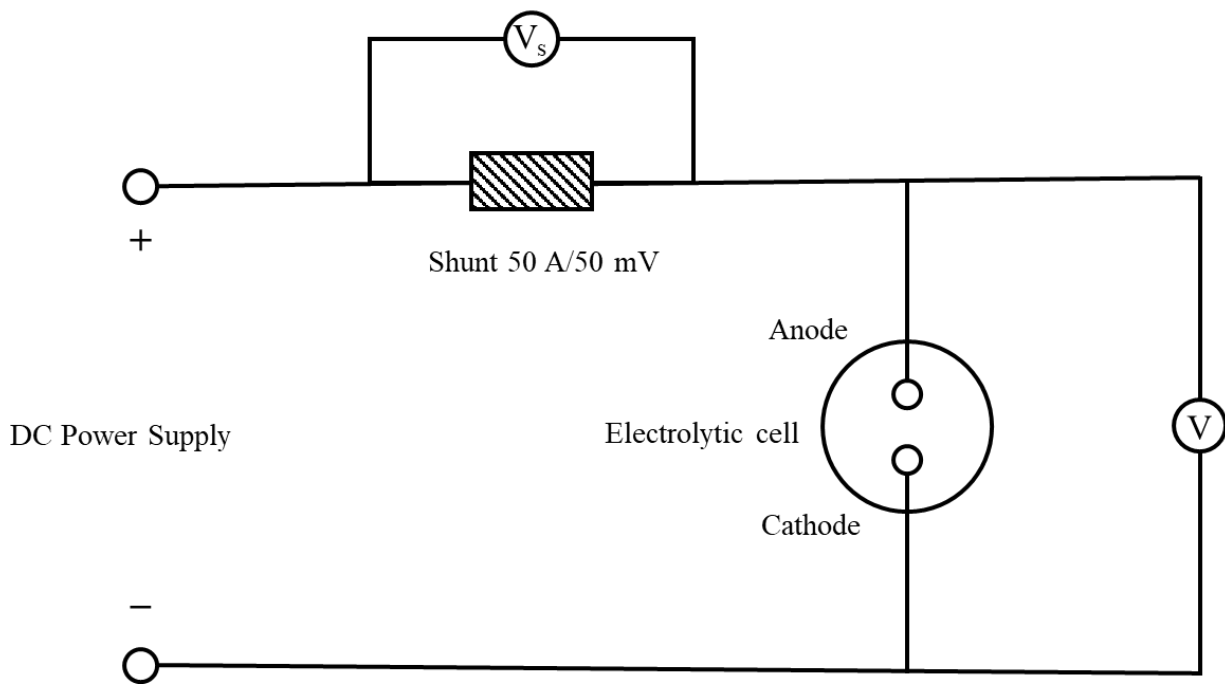 Vs
+
Shunt 50 A/50 mV
Anode
DC Power Supply
Electrolytic cell
V
Cathode
−